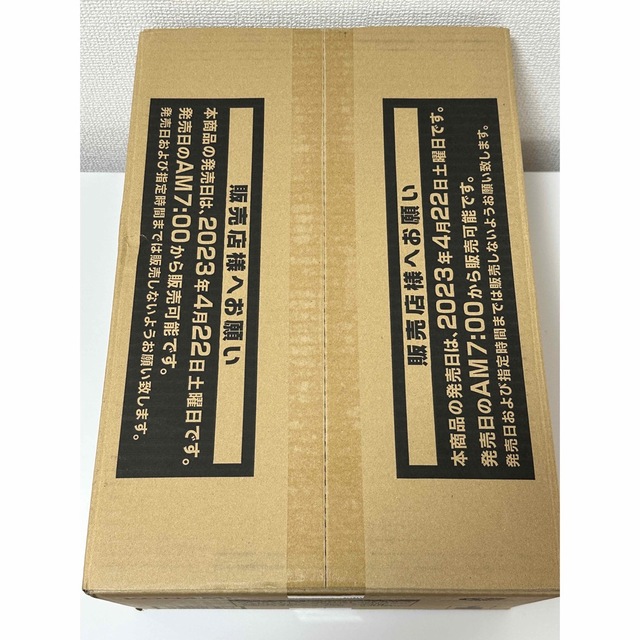 販売店様へお願い
本商品の発売日は、2023年4月22日土曜日です。
発売日のAM7:00から販売可能です。
発売日および指定時間までは販売しないようお願い致します。
販売店様へお願い
本商品の発売日は、2023年4月22日土曜日です。
発売日のAM7:00から販売可能です。
発売日および指定時間までは販売しないようお願い致します。